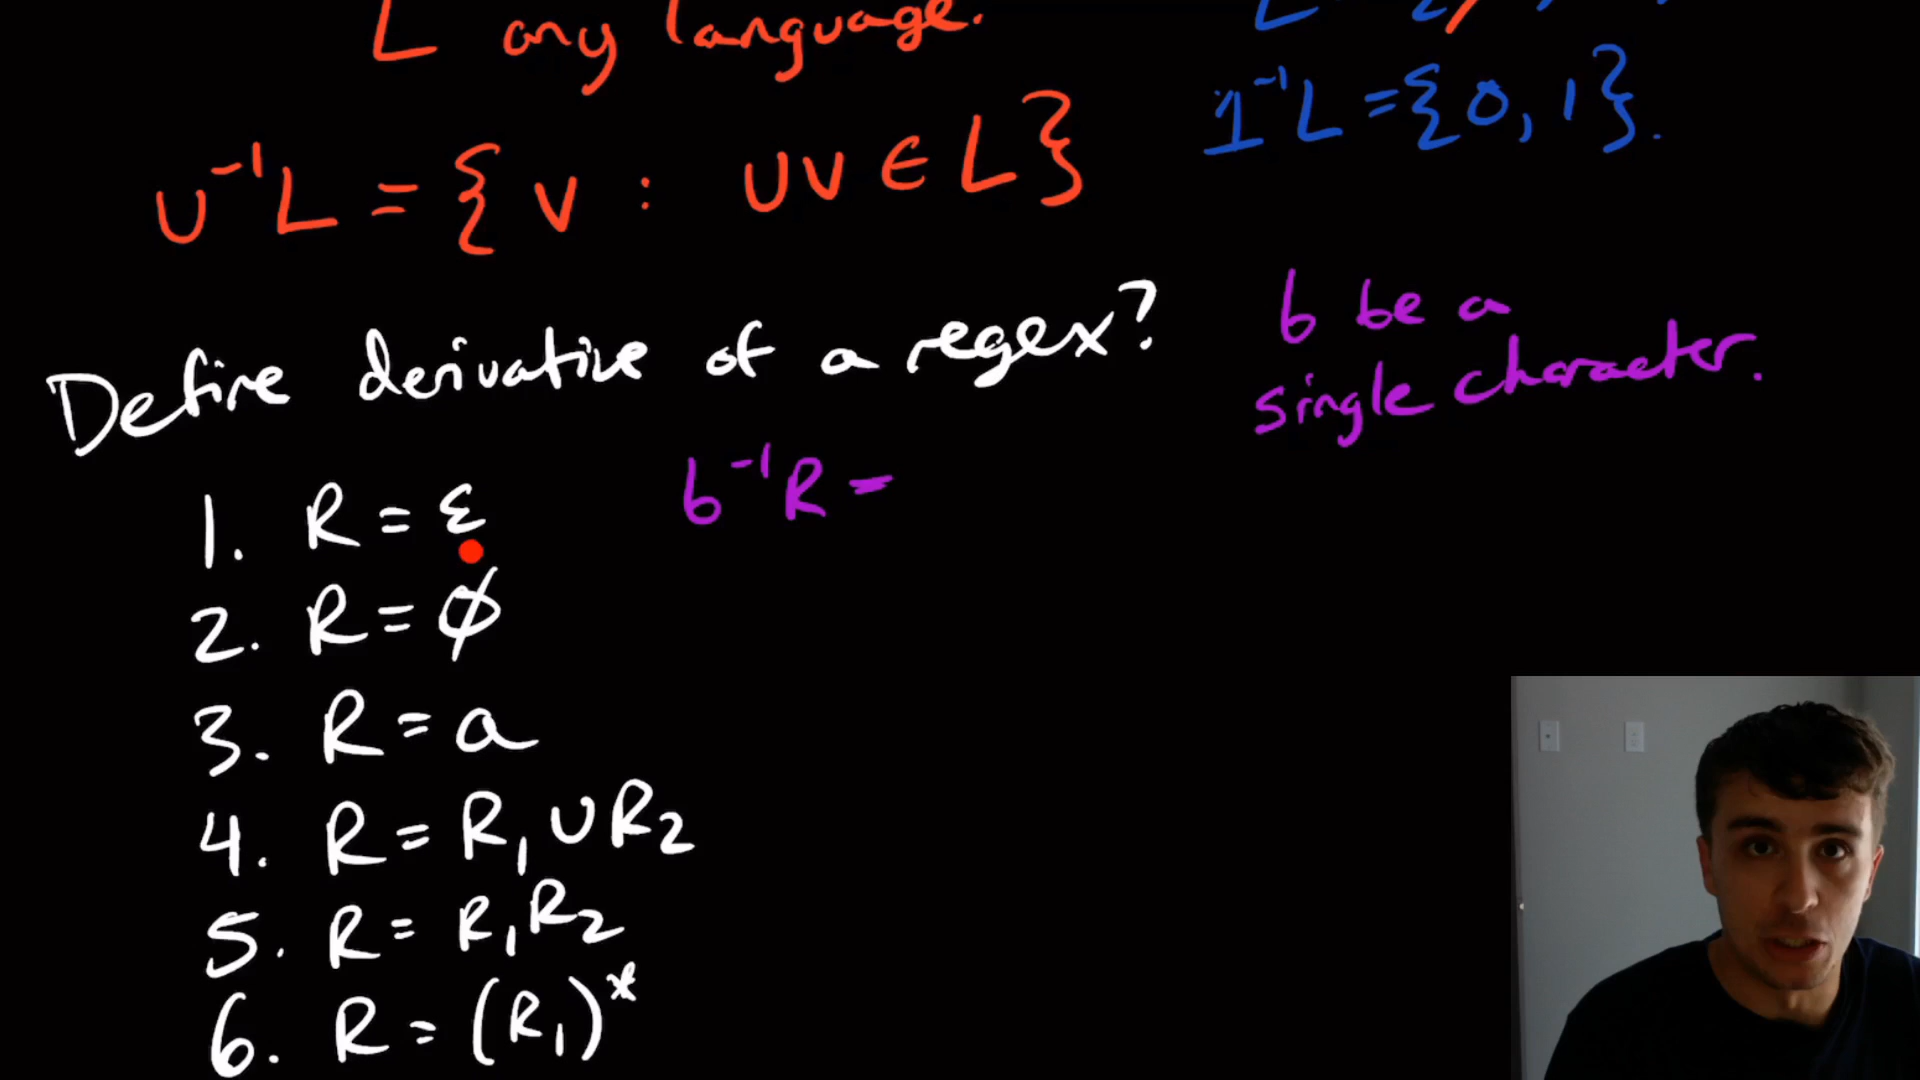 L any language.
1⁻¹L = {0, 1}.
U⁻¹L = { V : UV ∈ L}
Define derivative of a regex?
b be a
single character.
b⁻¹R =
1. R = ε
2. R = ∅
3. R = a
4. R = R₁ ∪ R₂
5. R = R₁R₂
6. R = (R₁)*